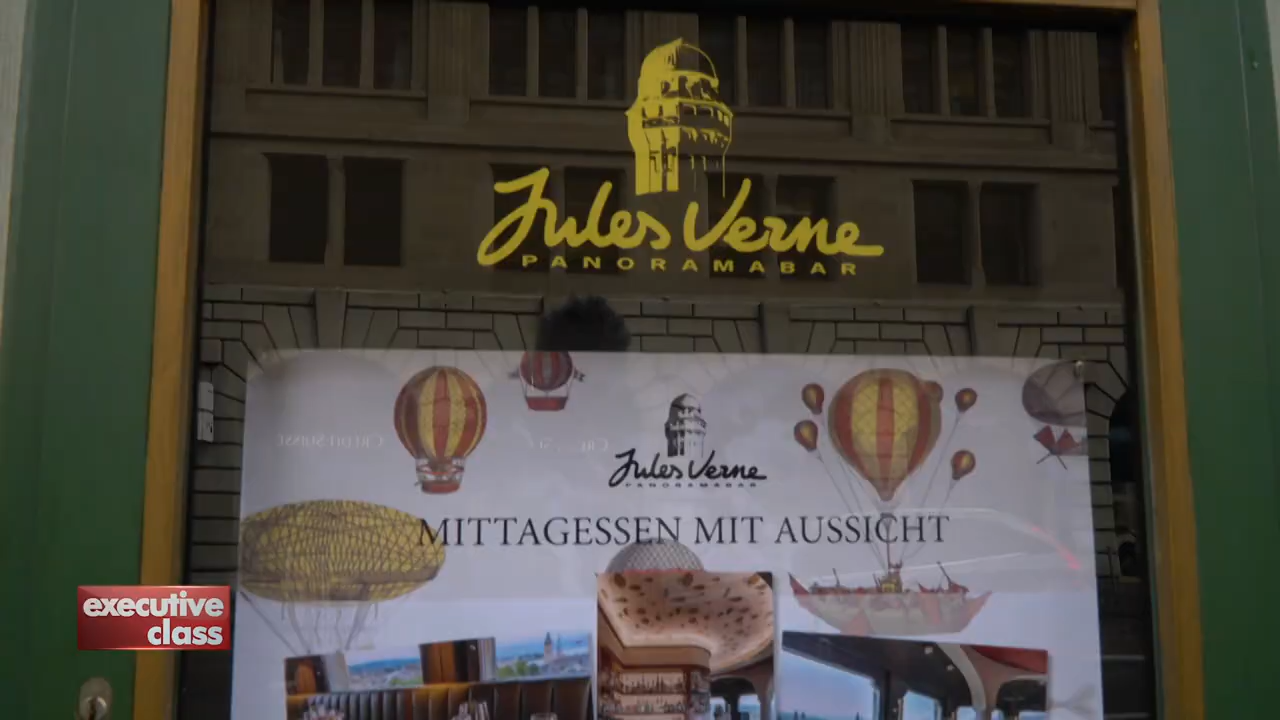 Jules Verne
PANORAMABAR
Jules Verne
PANORAMABAR
MITTAGESSEN MIT AUSSICHT
executive
class